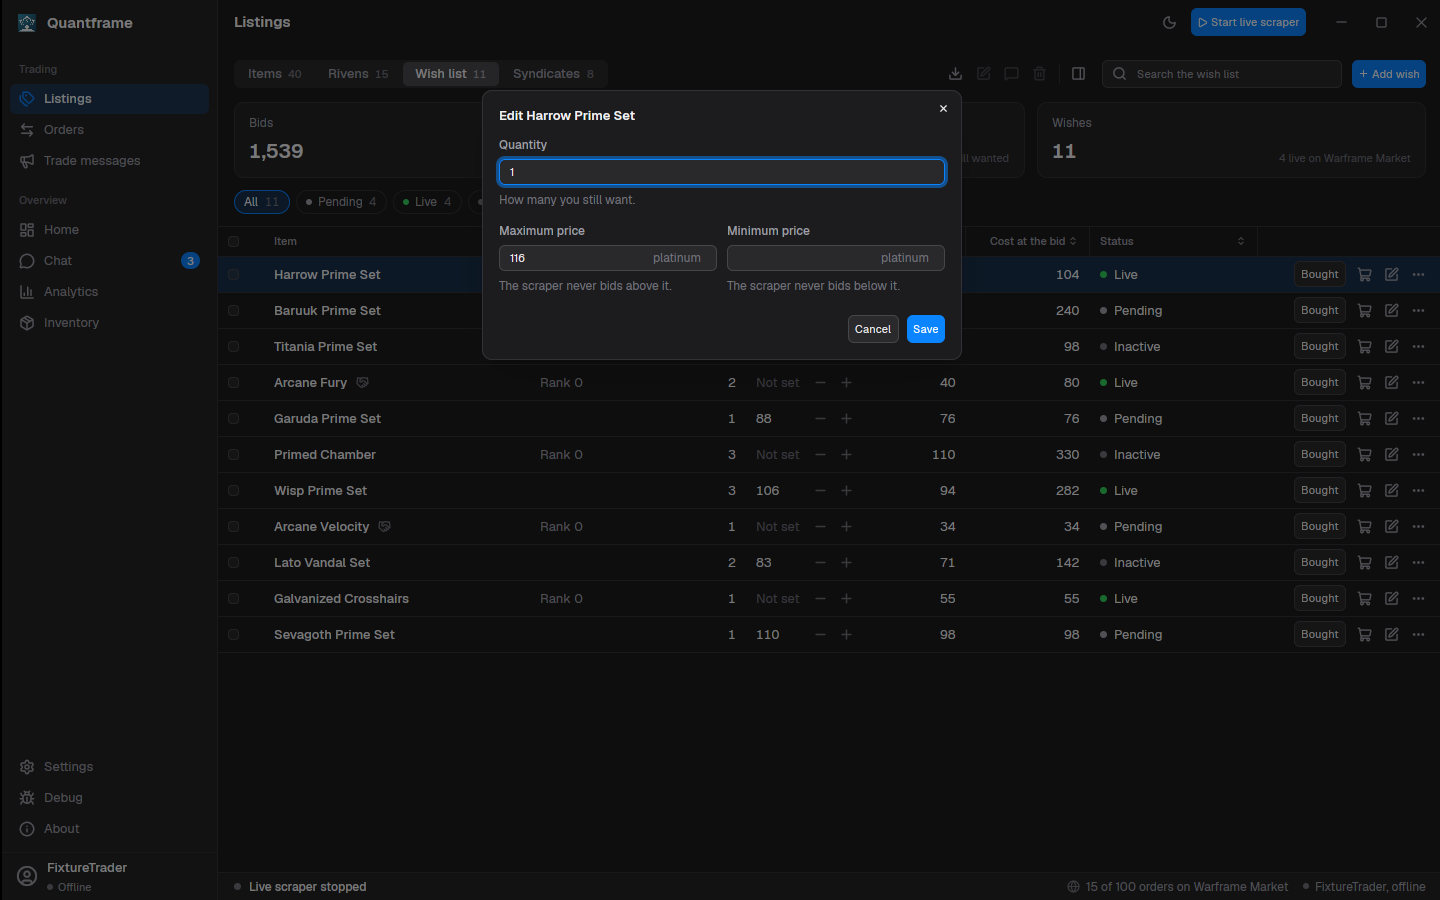 Quantframe
Listings
Start live scraper
Trading
Listings
Orders
Trade messages
Overview
Home
Chat 3
Analytics
Inventory
Settings
Debug
About
FixtureTrader
Offline
Items 40 Rivens 15 Wish list 11 Syndicates 8
Search the wish list
+ Add wish
Bids
1,539
ll wanted
Wishes
11
4 live on Warframe Market
All 11 Pending 4 Live 4
Edit Harrow Prime Set
Quantity
1
How many you still want.
Maximum price Minimum price
116 platinum platinum
The scraper never bids above it. The scraper never bids below it.
Cancel Save
Item Cost at the bid Status
Harrow Prime Set 104 Live Bought
Baruuk Prime Set 240 Pending Bought
Titania Prime Set 98 Inactive Bought
Arcane Fury Rank 0 2 Not set 40 80 Live Bought
Garuda Prime Set 1 88 76 76 Pending Bought
Primed Chamber Rank 0 3 Not set 110 330 Inactive Bought
Wisp Prime Set 3 106 94 282 Live Bought
Arcane Velocity Rank 0 1 Not set 34 34 Pending Bought
Lato Vandal Set 2 83 71 142 Inactive Bought
Galvanized Crosshairs Rank 0 1 Not set 55 55 Live Bought
Sevagoth Prime Set 1 110 98 98 Pending Bought
Live scraper stopped
15 of 100 orders on Warframe Market
FixtureTrader, offline